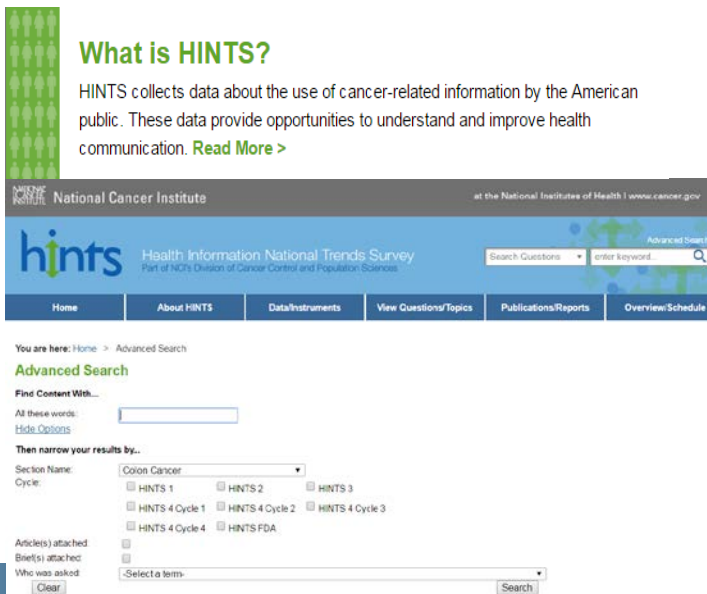 What is HINTS?
HINTS collects data about the use of cancer-related information by the American
public. These data provide opportunities to understand and improve health
communication. Read More >
NATIONAL CANCER INSTITUTE National Cancer Institute at the National Institutes of Health | www.cancer.gov
Advanced Search
hints Health Information National Trends Survey Search Questions enter keyword...
Part of NCI's Division of Cancer Control and Population Sciences
Home About HINTS Data/Instruments View Questions/Topics Publications/Reports Overview/Schedule
You are here: Home > Advanced Search
Advanced Search
Find Content With...
All these words:
Hide Options
Then narrow your results by...
Section Name: Colon Cancer
Cycle: HINTS 1 HINTS 2 HINTS 3
HINTS 4 Cycle 1 HINTS 4 Cycle 2 HINTS 4 Cycle 3
HINTS 4 Cycle 4 HINTS FDA
Article(s) attached:
Brief(s) attached:
Who was asked: -Select a term-
Clear Search